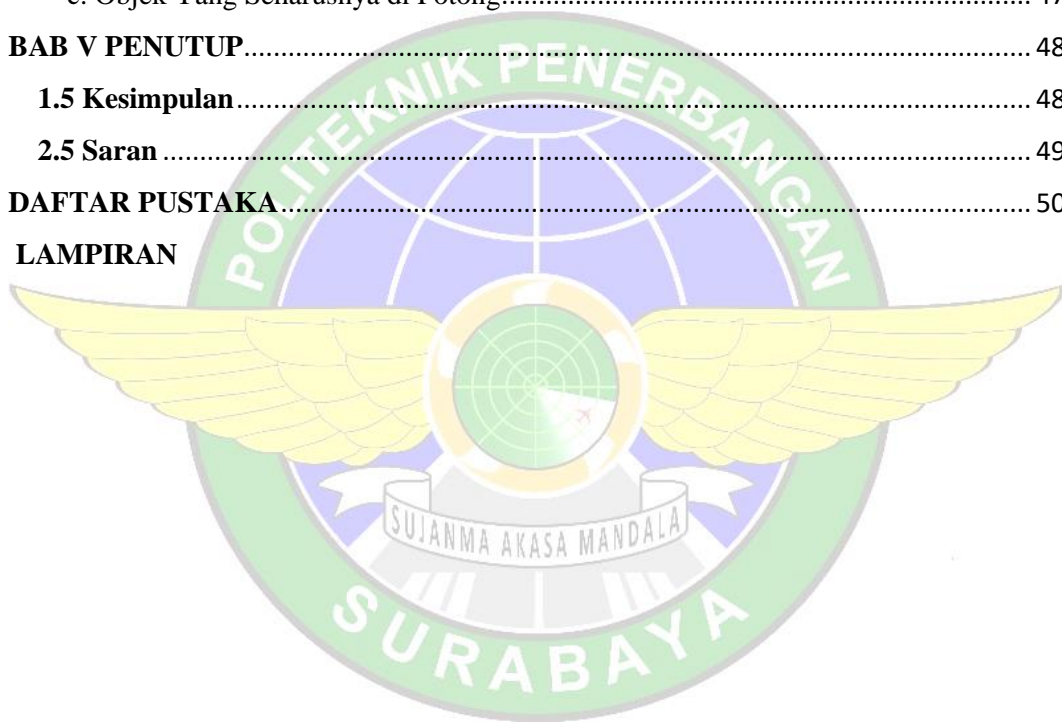 c. Objek Yang Seharusnya di Potong.......... 47
BAB V PENUTUP.......... 48
1.5 Kesimpulan.......... 48
2.5 Saran.......... 49
DAFTAR PUSTAKA.......... 50
LAMPIRAN
POLITEKNIK PENERBANGAN
SUJANMA AKASA MANDALA
SURABAYA